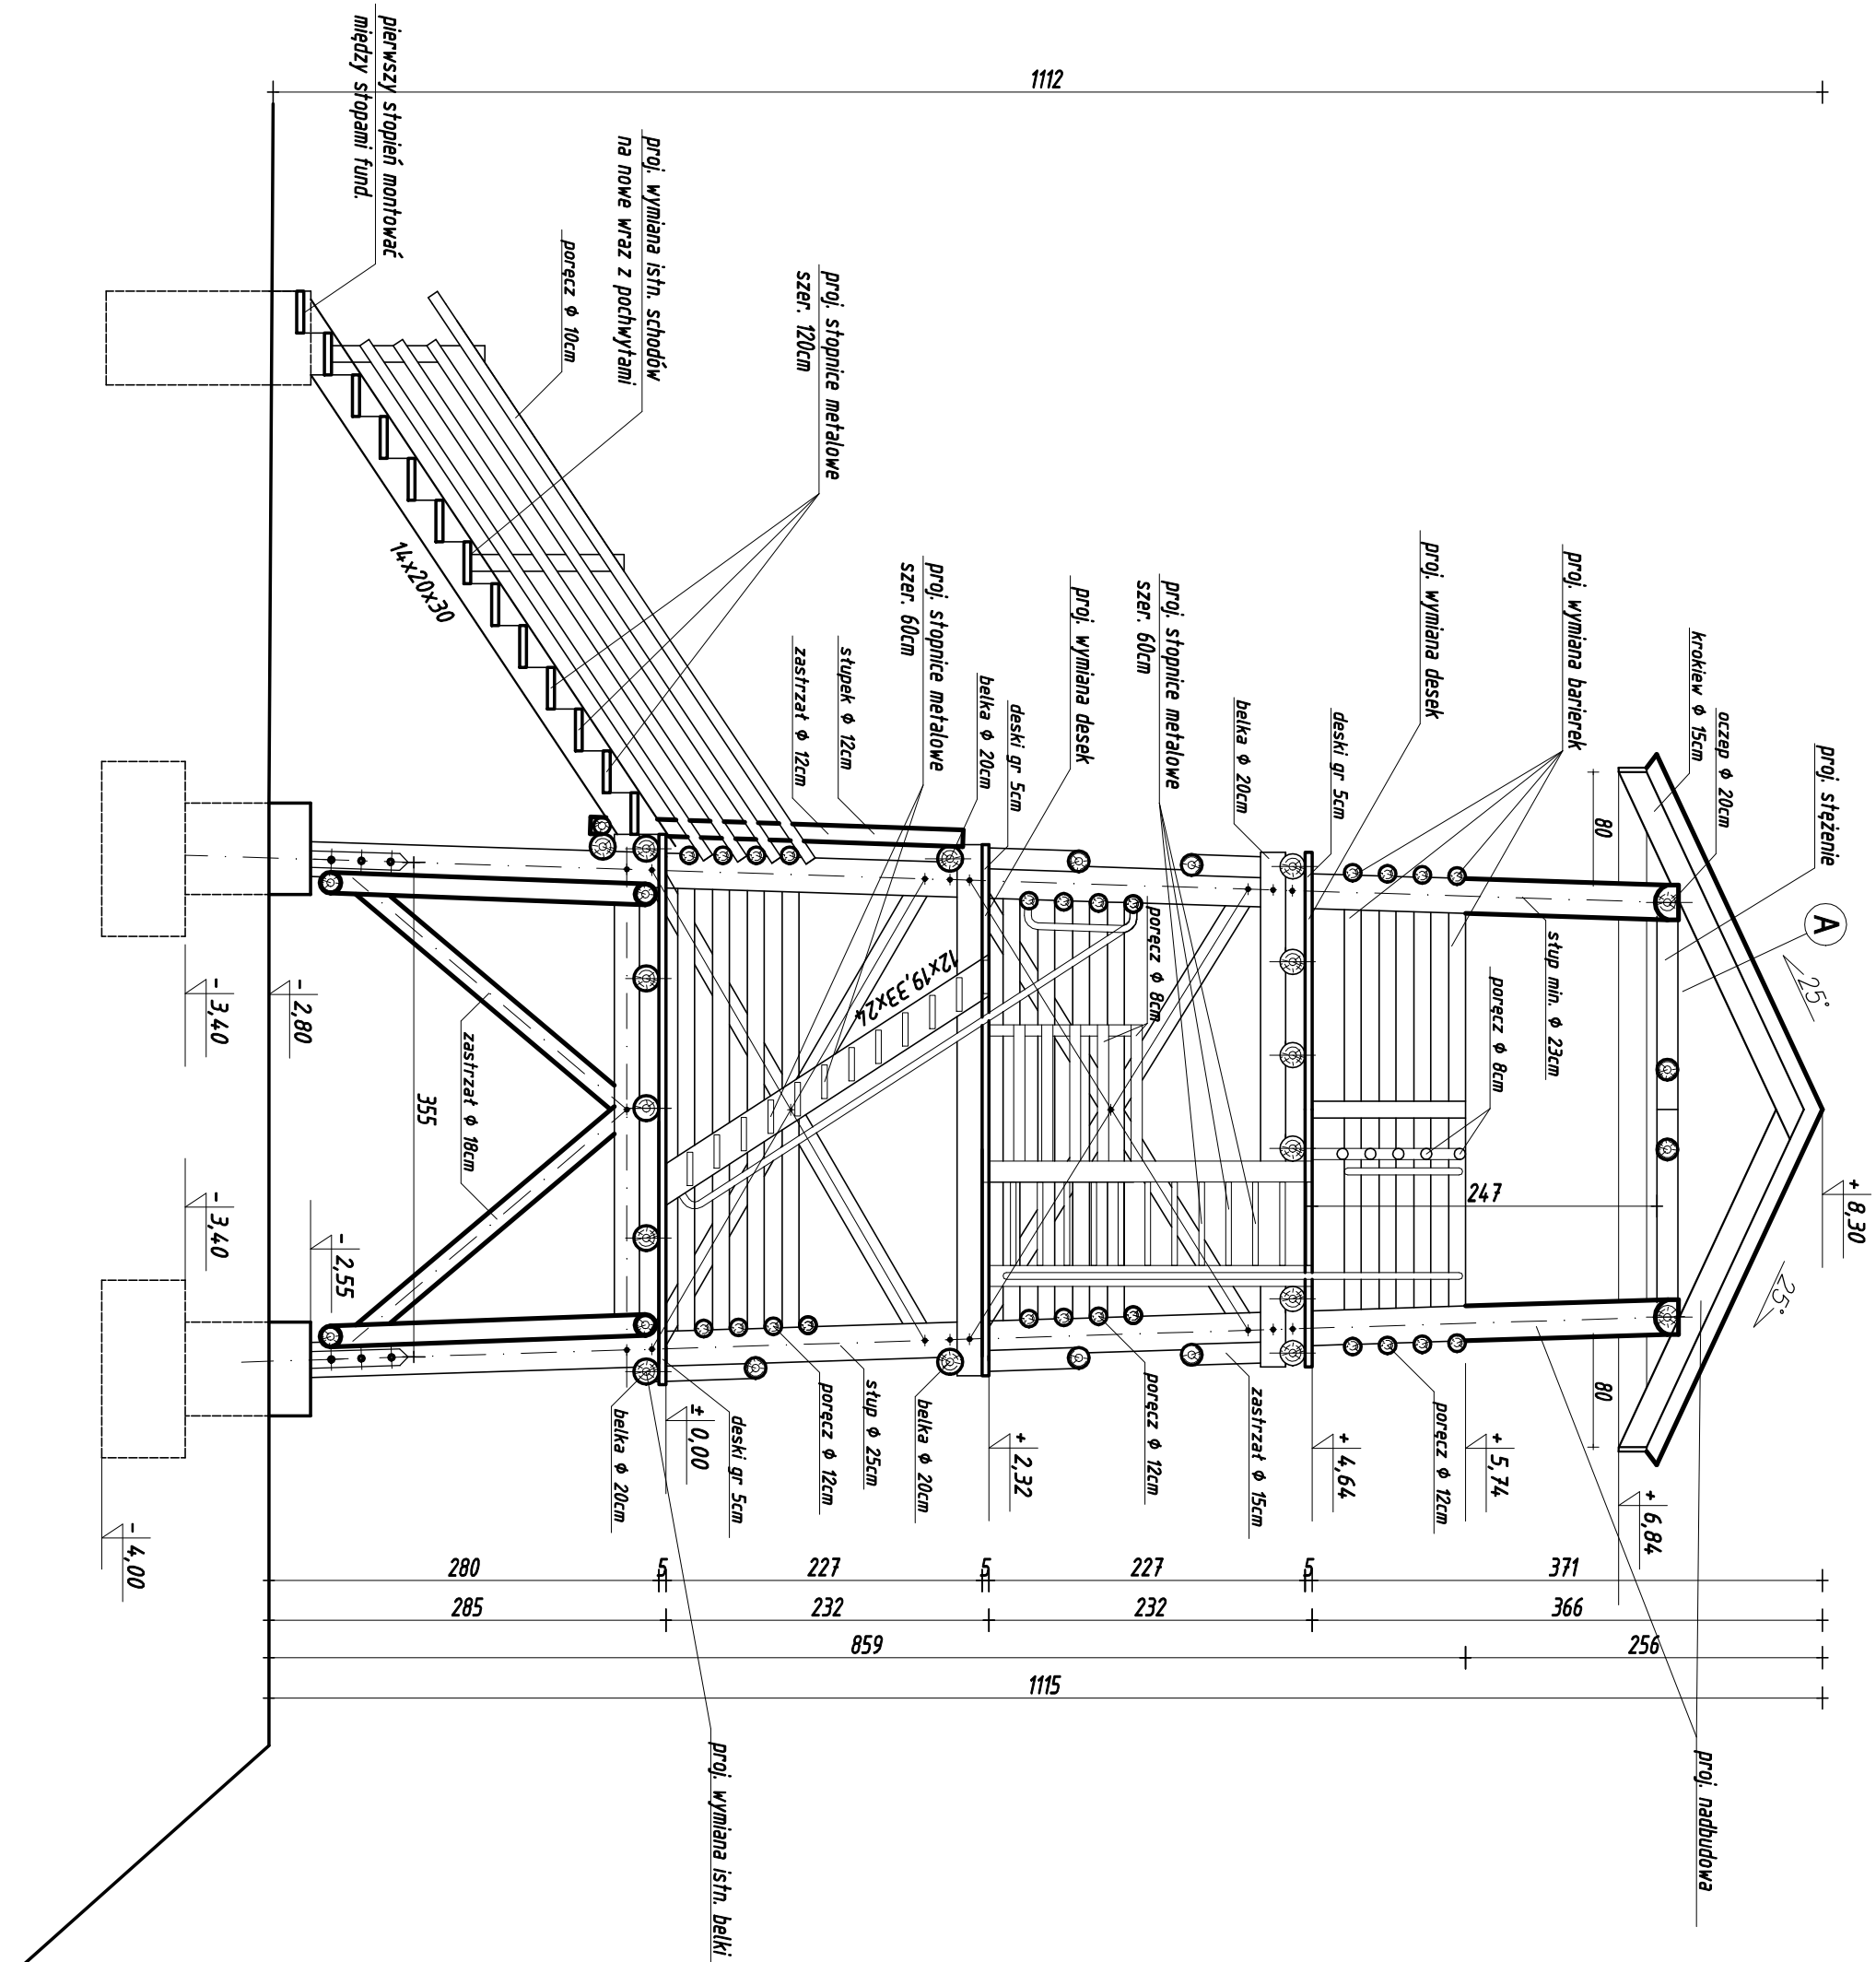 1112
pierwszy stopień montować
między stopami fund.
proj. wymiana istn. schodów
na nowe wraz z pochwytami
poręcz ϕ 10cm
proj. stopnice metalowe
szer. 120cm
14x20x30
proj. stopnice metalowe
szer. 60cm
słupek ϕ 12cm
zastrzał ϕ 12cm
belka ϕ 20cm
deski gr 5cm
proj. wymiana desek
proj. stopnice metalowe
szer. 60cm
belka ϕ 20cm
deski gr 5cm
proj. wymiana desek
proj. wymiana barierek
krokiew ϕ 15cm
oczep ϕ 20cm
proj. stężenie
A
80
25°
słup min. ϕ 23cm
poręcz ϕ 8cm
poręcz ϕ 8cm
12x19,33x24
247
+ 8,30
25°
80
- 3,40
- 2,80
zastrzał ϕ 18cm
355
- 3,40
- 2,55
belka ϕ 20cm
± 0,00
deski gr 5cm
poręcz ϕ 12cm
słup ϕ 25cm
belka ϕ 20cm
+ 2,32
poręcz ϕ 12cm
zastrzał ϕ 15cm
+ 4,64
poręcz ϕ 12cm
+ 5,74
+ 6,84
- 4,00
280
5
227
5
227
5
371
285
232
232
366
859
256
1115
proj. wymiana istn. belki
proj. nadbudowa